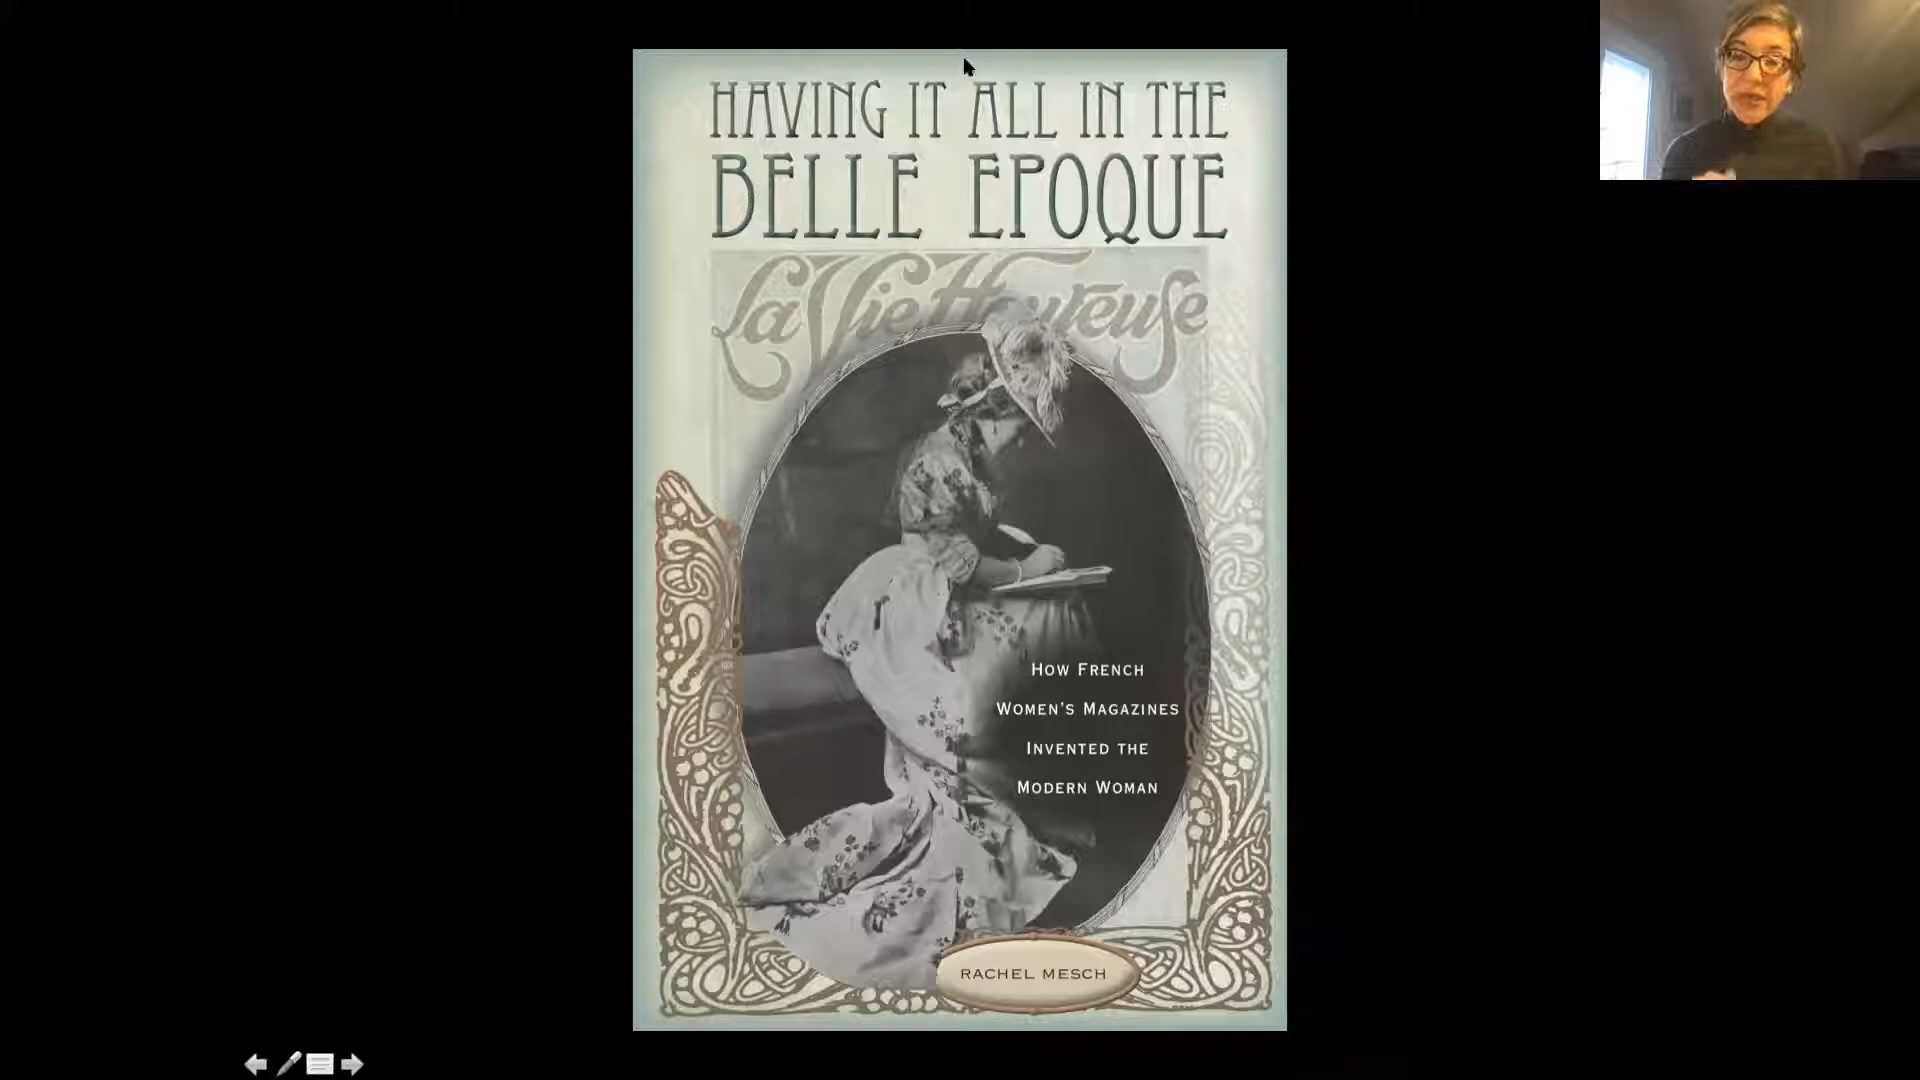 HAVING IT ALL IN THE
BELLE EPOQUE
La Vie Heureuse
HOW FRENCH
WOMEN'S MAGAZINES
INVENTED THE
MODERN WOMAN
RACHEL MESCH